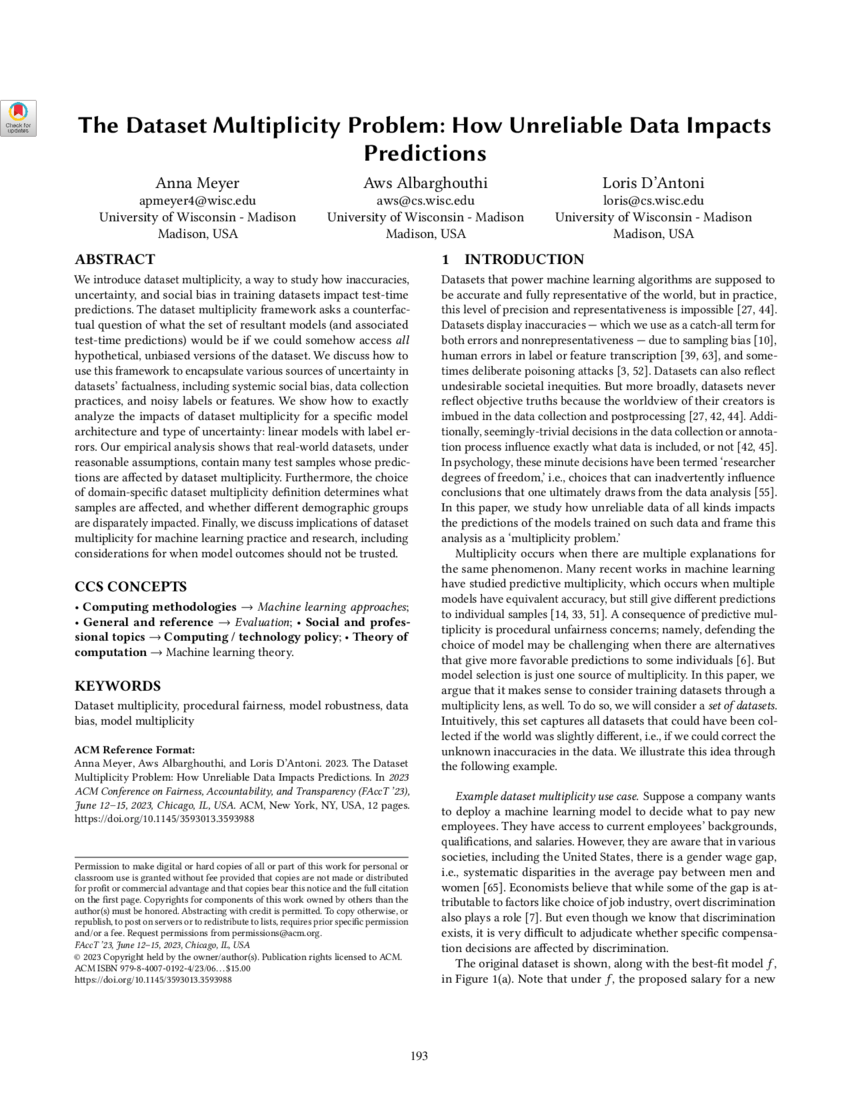 Check for
updates
The Dataset Multiplicity Problem: How Unreliable Data Impacts
Predictions
Anna Meyer
apmeyer4@wisc.edu
University of Wisconsin - Madison
Madison, USA
Aws Albarghouthi
aws@cs.wisc.edu
University of Wisconsin - Madison
Madison, USA
Loris D'Antoni
loris@cs.wisc.edu
University of Wisconsin - Madison
Madison, USA
ABSTRACT
We introduce dataset multiplicity, a way to study how inaccuracies,
uncertainty, and social bias in training datasets impact test-time
predictions. The dataset multiplicity framework asks a counterfac-
tual question of what the set of resultant models (and associated
test-time predictions) would be if we could somehow access all
hypothetical, unbiased versions of the dataset. We discuss how to
use this framework to encapsulate various sources of uncertainty in
datasets' factualness, including systemic social bias, data collection
practices, and noisy labels or features. We show how to exactly
analyze the impacts of dataset multiplicity for a specific model
architecture and type of uncertainty: linear models with label er-
rors. Our empirical analysis shows that real-world datasets, under
reasonable assumptions, contain many test samples whose predic-
tions are affected by dataset multiplicity. Furthermore, the choice
of domain-specific dataset multiplicity definition determines what
samples are affected, and whether different demographic groups
are disparately impacted. Finally, we discuss implications of dataset
multiplicity for machine learning practice and research, including
considerations for when model outcomes should not be trusted.
CCS CONCEPTS
• Computing methodologies → Machine learning approaches;
• General and reference → Evaluation; • Social and profes-
sional topics → Computing / technology policy; • Theory of
computation → Machine learning theory.
KEYWORDS
Dataset multiplicity, procedural fairness, model robustness, data
bias, model multiplicity
ACM Reference Format:
Anna Meyer, Aws Albarghouthi, and Loris D'Antoni. 2023. The Dataset
Multiplicity Problem: How Unreliable Data Impacts Predictions. In 2023
ACM Conference on Fairness, Accountability, and Transparency (FAccT '23),
June 12–15, 2023, Chicago, IL, USA. ACM, New York, NY, USA, 12 pages.
https://doi.org/10.1145/3593013.3593988
Permission to make digital or hard copies of all or part of this work for personal or
classroom use is granted without fee provided that copies are not made or distributed
for profit or commercial advantage and that copies bear this notice and the full citation
on the first page. Copyrights for components of this work owned by others than the
author(s) must be honored. Abstracting with credit is permitted. To copy otherwise, or
republish, to post on servers or to redistribute to lists, requires prior specific permission
and/or a fee. Request permissions from permissions@acm.org.
FAccT '23, June 12–15, 2023, Chicago, IL, USA
© 2023 Copyright held by the owner/author(s). Publication rights licensed to ACM.
ACM ISBN 979-8-4007-0192-4/23/06...$15.00
https://doi.org/10.1145/3593013.3593988
1 INTRODUCTION
Datasets that power machine learning algorithms are supposed to
be accurate and fully representative of the world, but in practice,
this level of precision and representativeness is impossible [27, 44].
Datasets display inaccuracies — which we use as a catch-all term for
both errors and nonrepresentativeness — due to sampling bias [10],
human errors in label or feature transcription [39, 63], and some-
times deliberate poisoning attacks [3, 52]. Datasets can also reflect
undesirable societal inequities. But more broadly, datasets never
reflect objective truths because the worldview of their creators is
imbued in the data collection and postprocessing [27, 42, 44]. Addi-
tionally, seemingly-trivial decisions in the data collection or annota-
tion process influence exactly what data is included, or not [42, 45].
In psychology, these minute decisions have been termed 'researcher
degrees of freedom,' i.e., choices that can inadvertently influence
conclusions that one ultimately draws from the data analysis [55].
In this paper, we study how unreliable data of all kinds impacts
the predictions of the models trained on such data and frame this
analysis as a 'multiplicity problem.'
Multiplicity occurs when there are multiple explanations for
the same phenomenon. Many recent works in machine learning
have studied predictive multiplicity, which occurs when multiple
models have equivalent accuracy, but still give different predictions
to individual samples [14, 33, 51]. A consequence of predictive mul-
tiplicity is procedural unfairness concerns; namely, defending the
choice of model may be challenging when there are alternatives
that give more favorable predictions to some individuals [6]. But
model selection is just one source of multiplicity. In this paper, we
argue that it makes sense to consider training datasets through a
multiplicity lens, as well. To do so, we will consider a set of datasets.
Intuitively, this set captures all datasets that could have been col-
lected if the world was slightly different, i.e., if we could correct the
unknown inaccuracies in the data. We illustrate this idea through
the following example.
Example dataset multiplicity use case. Suppose a company wants
to deploy a machine learning model to decide what to pay new
employees. They have access to current employees' backgrounds,
qualifications, and salaries. However, they are aware that in various
societies, including the United States, there is a gender wage gap,
i.e., systematic disparities in the average pay between men and
women [65]. Economists believe that while some of the gap is at-
tributable to factors like choice of job industry, overt discrimination
also plays a role [7]. But even though we know that discrimination
exists, it is very difficult to adjudicate whether specific compensa-
tion decisions are affected by discrimination.
The original dataset is shown, along with the best-fit model f,
in Figure 1(a). Note that under f, the proposed salary for a new
193